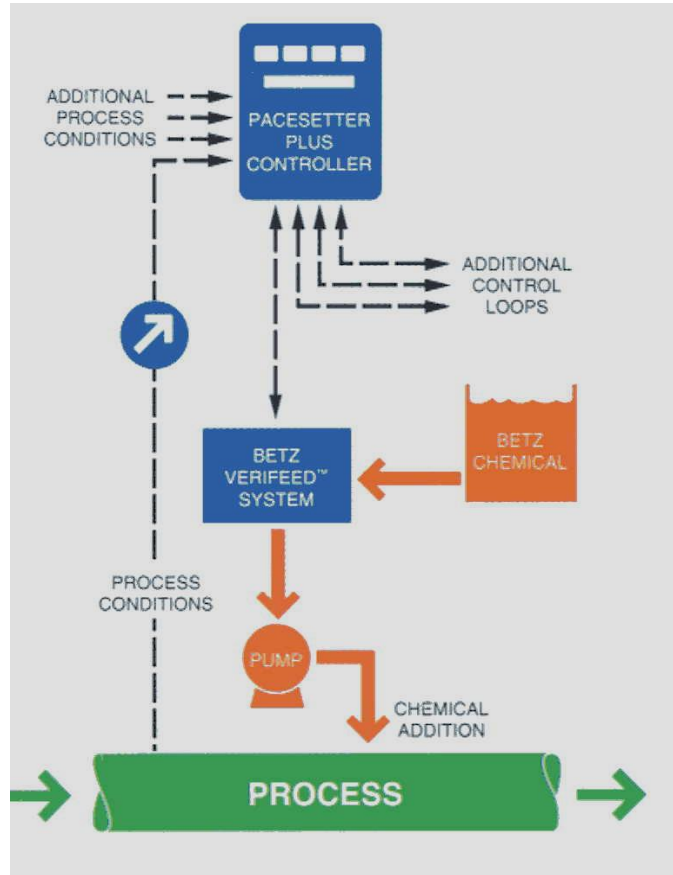 PACESETTER
PLUS
CONTROLLER
ADDITIONAL
PROCESS
CONDITIONS
ADDITIONAL
CONTROL
LOOPS
BETZ
CHEMICAL
BETZ
VERIFEED™
SYSTEM
PROCESS
CONDITIONS
PUMP
CHEMICAL
ADDITION
PROCESS